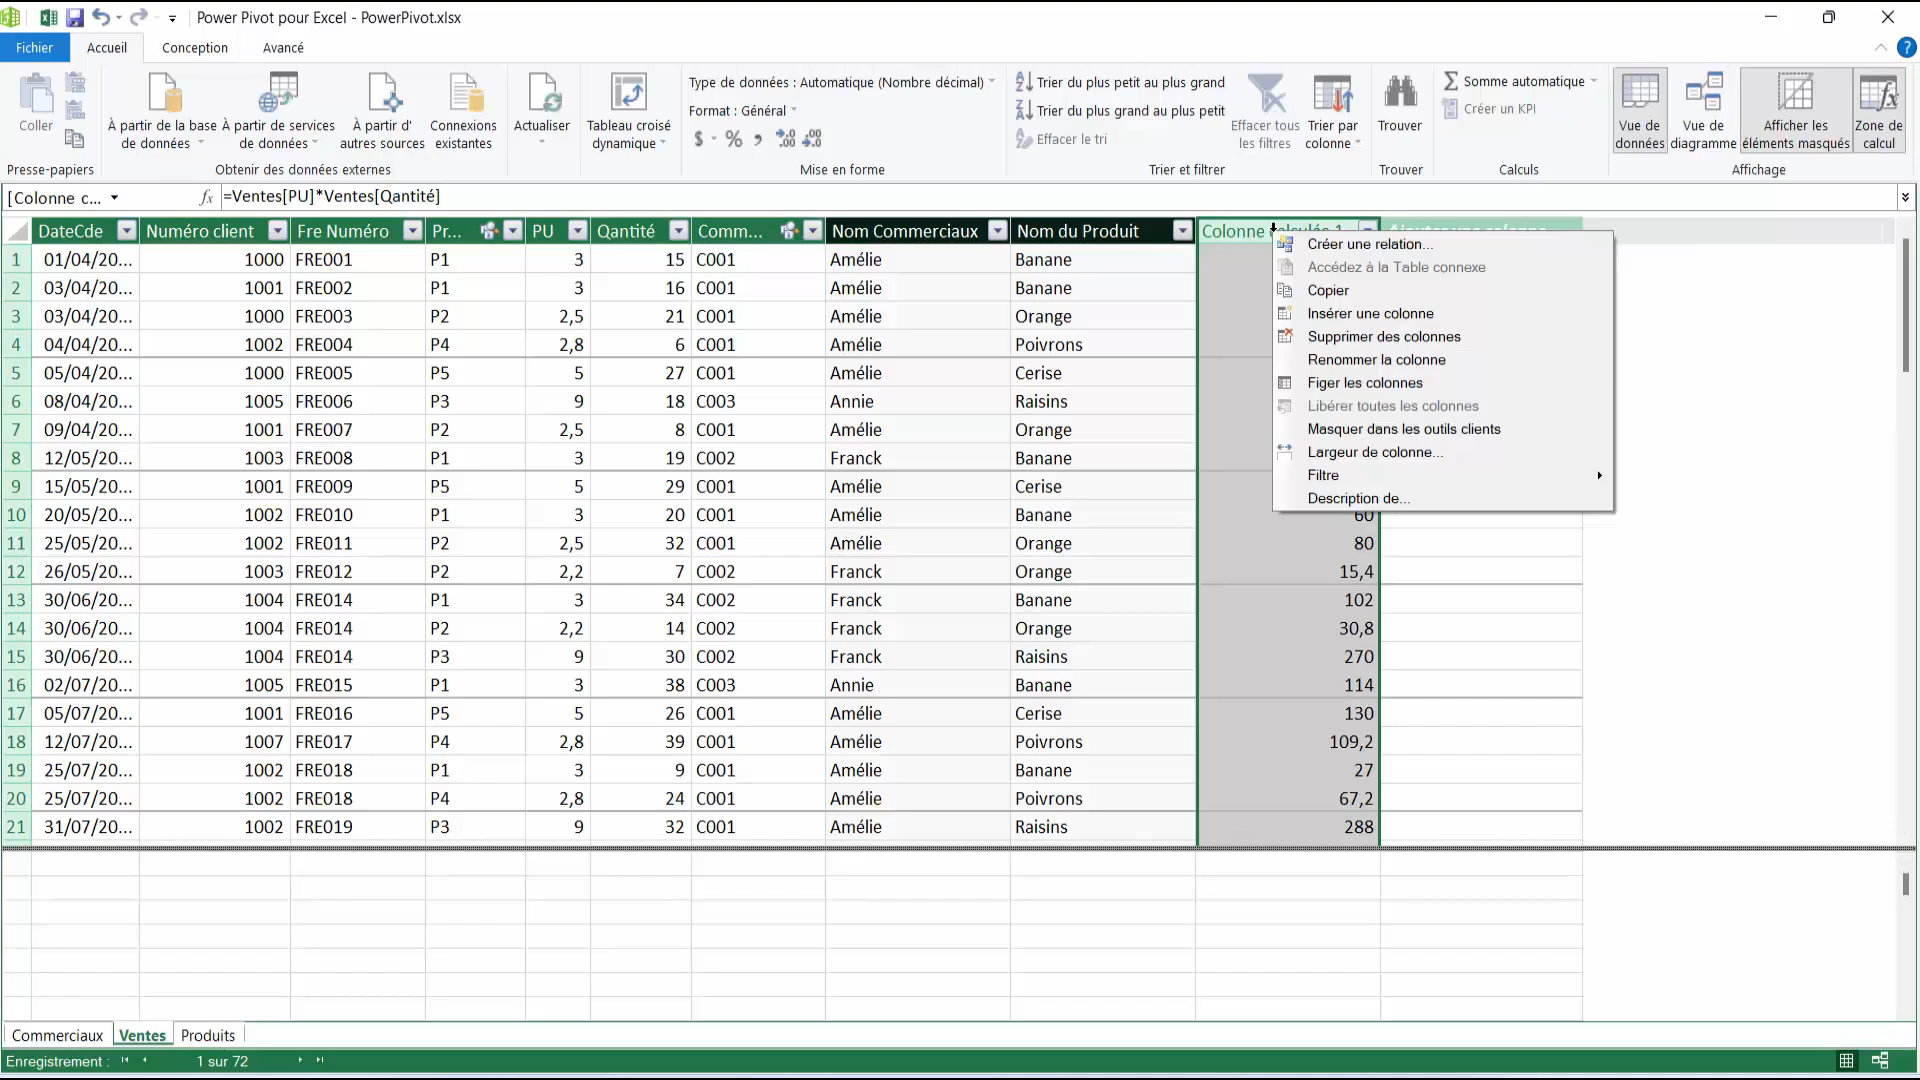 Power Pivot pour Excel - PowerPivot.xlsx
Fichier Accueil Conception Avancé
Coller
À partir de la base de données
À partir de services de données
À partir d' autres sources
Connexions existantes
Actualiser
Tableau croisé dynamique
Type de données : Automatique (Nombre décimal)
Format : Général
$ % ,
Trier du plus petit au plus grand
Trier du plus grand au plus petit
Effacer le tri
Effacer tous les filtres
Trier par colonne
Trouver
Somme automatique
Créer un KPI
Vue de données
Vue de diagramme
Afficher les éléments masqués
Zone de calcul
Presse-papiers Obtenir des données externes Mise en forme Trier et filtrer Trouver Calculs Affichage
[Colonne c... fx =Ventes[PU]*Ventes[Qantité]
DateCde Numéro client Fre Numéro Pr... PU Qantité Comm... Nom Commerciaux Nom du Produit Colonne
1 01/04/20... 1000 FRE001 P1 3 15 C001 Amélie Banane
2 03/04/20... 1001 FRE002 P1 3 16 C001 Amélie Banane
3 03/04/20... 1000 FRE003 P2 2,5 21 C001 Amélie Orange
4 04/04/20... 1002 FRE004 P4 2,8 6 C001 Amélie Poivrons
5 05/04/20... 1000 FRE005 P5 5 27 C001 Amélie Cerise
6 08/04/20... 1005 FRE006 P3 9 18 C003 Annie Raisins
7 09/04/20... 1001 FRE007 P2 2,5 8 C001 Amélie Orange
8 12/05/20... 1003 FRE008 P1 3 19 C002 Franck Banane
9 15/05/20... 1001 FRE009 P5 5 29 C001 Amélie Cerise
10 20/05/20... 1002 FRE010 P1 3 20 C001 Amélie Banane 60
11 25/05/20... 1002 FRE011 P2 2,5 32 C001 Amélie Orange 80
12 26/05/20... 1003 FRE012 P2 2,2 7 C002 Franck Orange 15,4
13 30/06/20... 1004 FRE014 P1 3 34 C002 Franck Banane 102
14 30/06/20... 1004 FRE014 P2 2,2 14 C002 Franck Orange 30,8
15 30/06/20... 1004 FRE014 P3 9 30 C002 Franck Raisins 270
16 02/07/20... 1005 FRE015 P1 3 38 C003 Annie Banane 114
17 05/07/20... 1001 FRE016 P5 5 26 C001 Amélie Cerise 130
18 12/07/20... 1007 FRE017 P4 2,8 39 C001 Amélie Poivrons 109,2
19 25/07/20... 1002 FRE018 P1 3 9 C001 Amélie Banane 27
20 25/07/20... 1002 FRE018 P4 2,8 24 C001 Amélie Poivrons 67,2
21 31/07/20... 1002 FRE019 P3 9 32 C001 Amélie Raisins 288
Créer une relation...
Accédez à la Table connexe
Copier
Insérer une colonne
Supprimer des colonnes
Renommer la colonne
Figer les colonnes
Libérer toutes les colonnes
Masquer dans les outils clients
Largeur de colonne...
Filtre
Description de...
Commerciaux Ventes Produits
Enregistrement : 1 sur 72